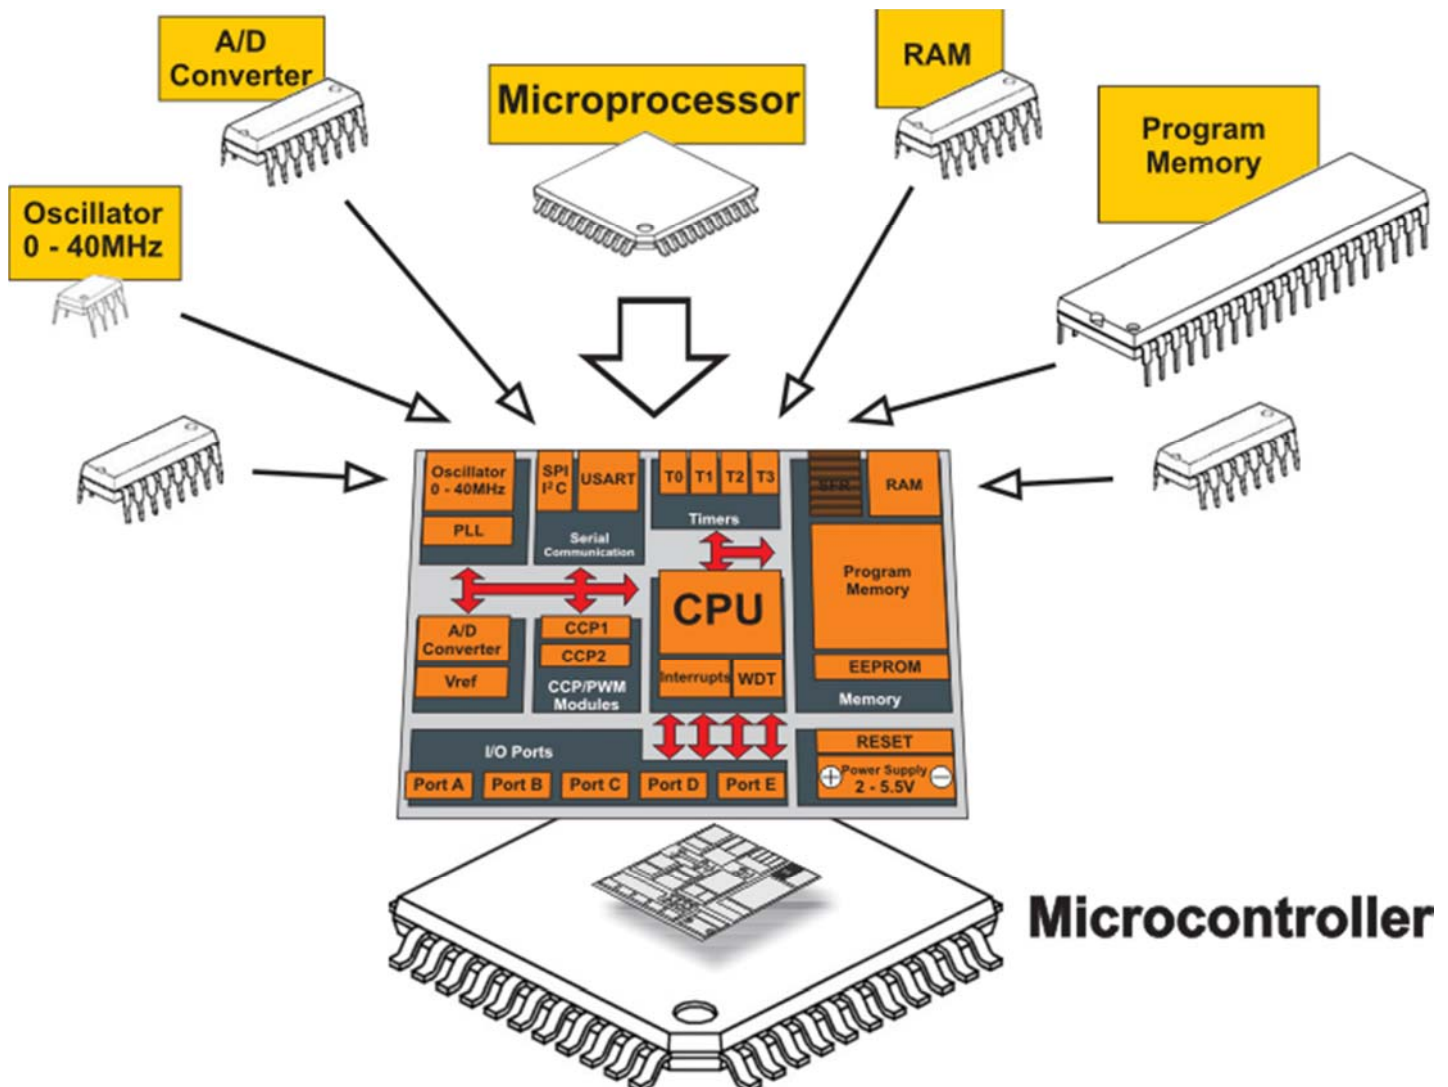 A/D
Converter
Microprocessor
RAM
Program
Memory
Oscillator
0 - 40MHz
Oscillator
0 - 40MHz
PLL
SPI
I²C
USART
Serial
Communication
T0 T1 T2 T3
Timers
SFR
RAM
Program
Memory
EEPROM
Memory
A/D
Converter
Vref
CCP1
CCP2
CCP/PWM
Modules
CPU
Interrupts WDT
I/O Ports
Port A Port B Port C Port D Port E
RESET
+ Power Supply −
2 - 5.5V
Microcontroller